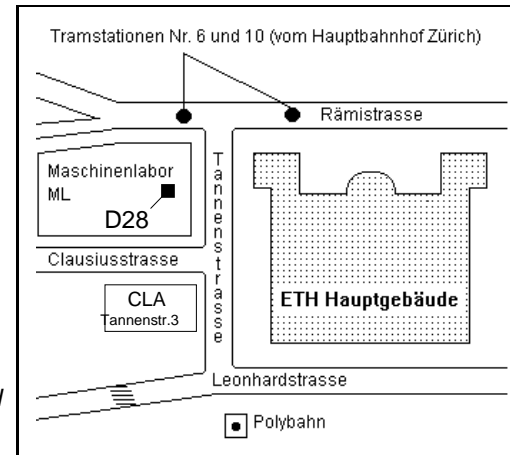 Tramstationen Nr. 6 und 10 (vom Hauptbahnhof Zürich)
Rämistrasse
Maschinenlabor
ML
D28
Tannenstrasse
Clausiusstrasse
CLA
Tannenstr.3
ETH Hauptgebäude
Leonhardstrasse
Polybahn